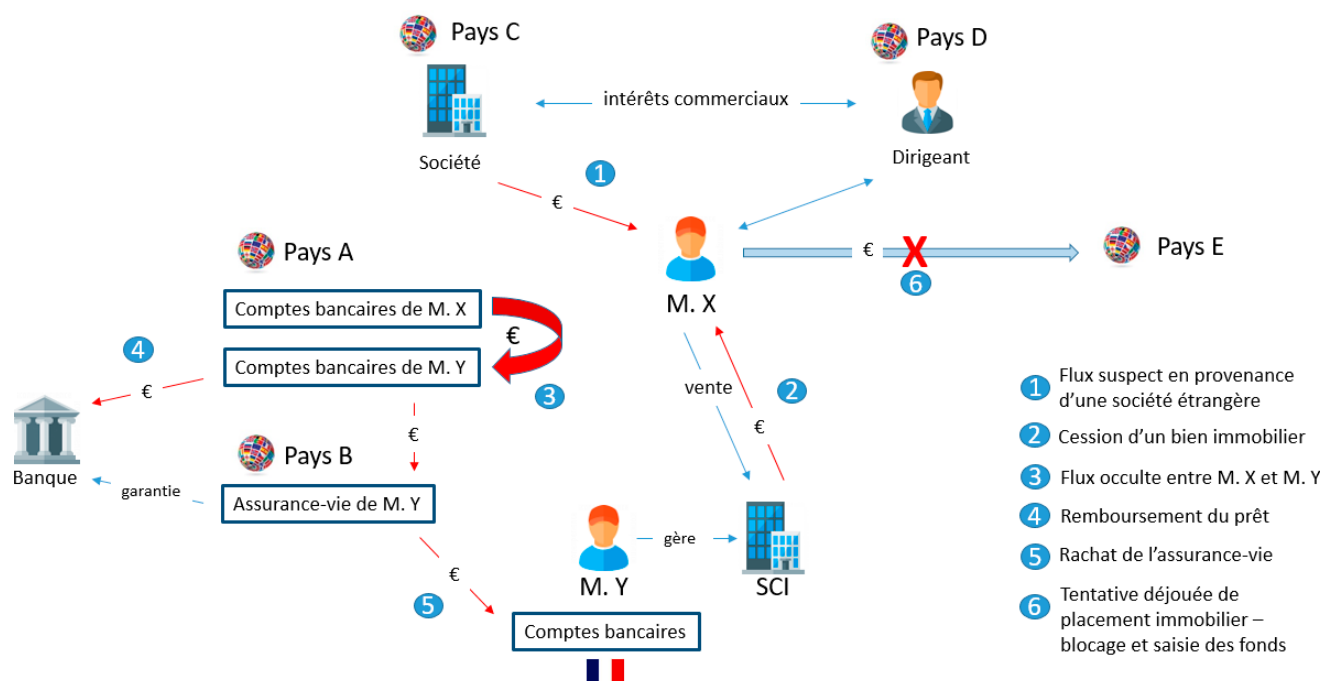 Pays C
Pays D
intérêts commerciaux
Société
Dirigeant
1
€
Pays A
M. X
€
6
Pays E
Comptes bancaires de M. X
€
Comptes bancaires de M. Y
3
4
€
vente
2
€
€
Banque
garantie
Pays B
Assurance-vie de M. Y
€
5
gère
M. Y
SCI
Comptes bancaires
1 Flux suspect en provenance
d'une société étrangère
2 Cession d'un bien immobilier
3 Flux occulte entre M. X et M. Y
4 Remboursement du prêt
5 Rachat de l'assurance-vie
6 Tentative déjouée de
placement immobilier –
blocage et saisie des fonds